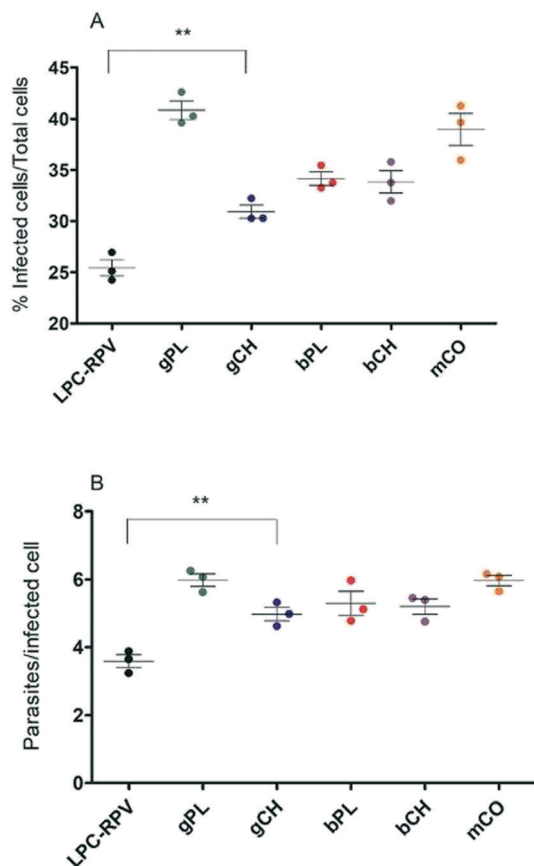 A
**
% Infected cells/Total cells
45
40
35
30
25
20
LPC-RPV
gPL
gCH
bPL
bCH
mCO
B
**
Parasites/infected cell
8
6
4
2
0
LPC-RPV
gPL
gCH
bPL
bCH
mCO